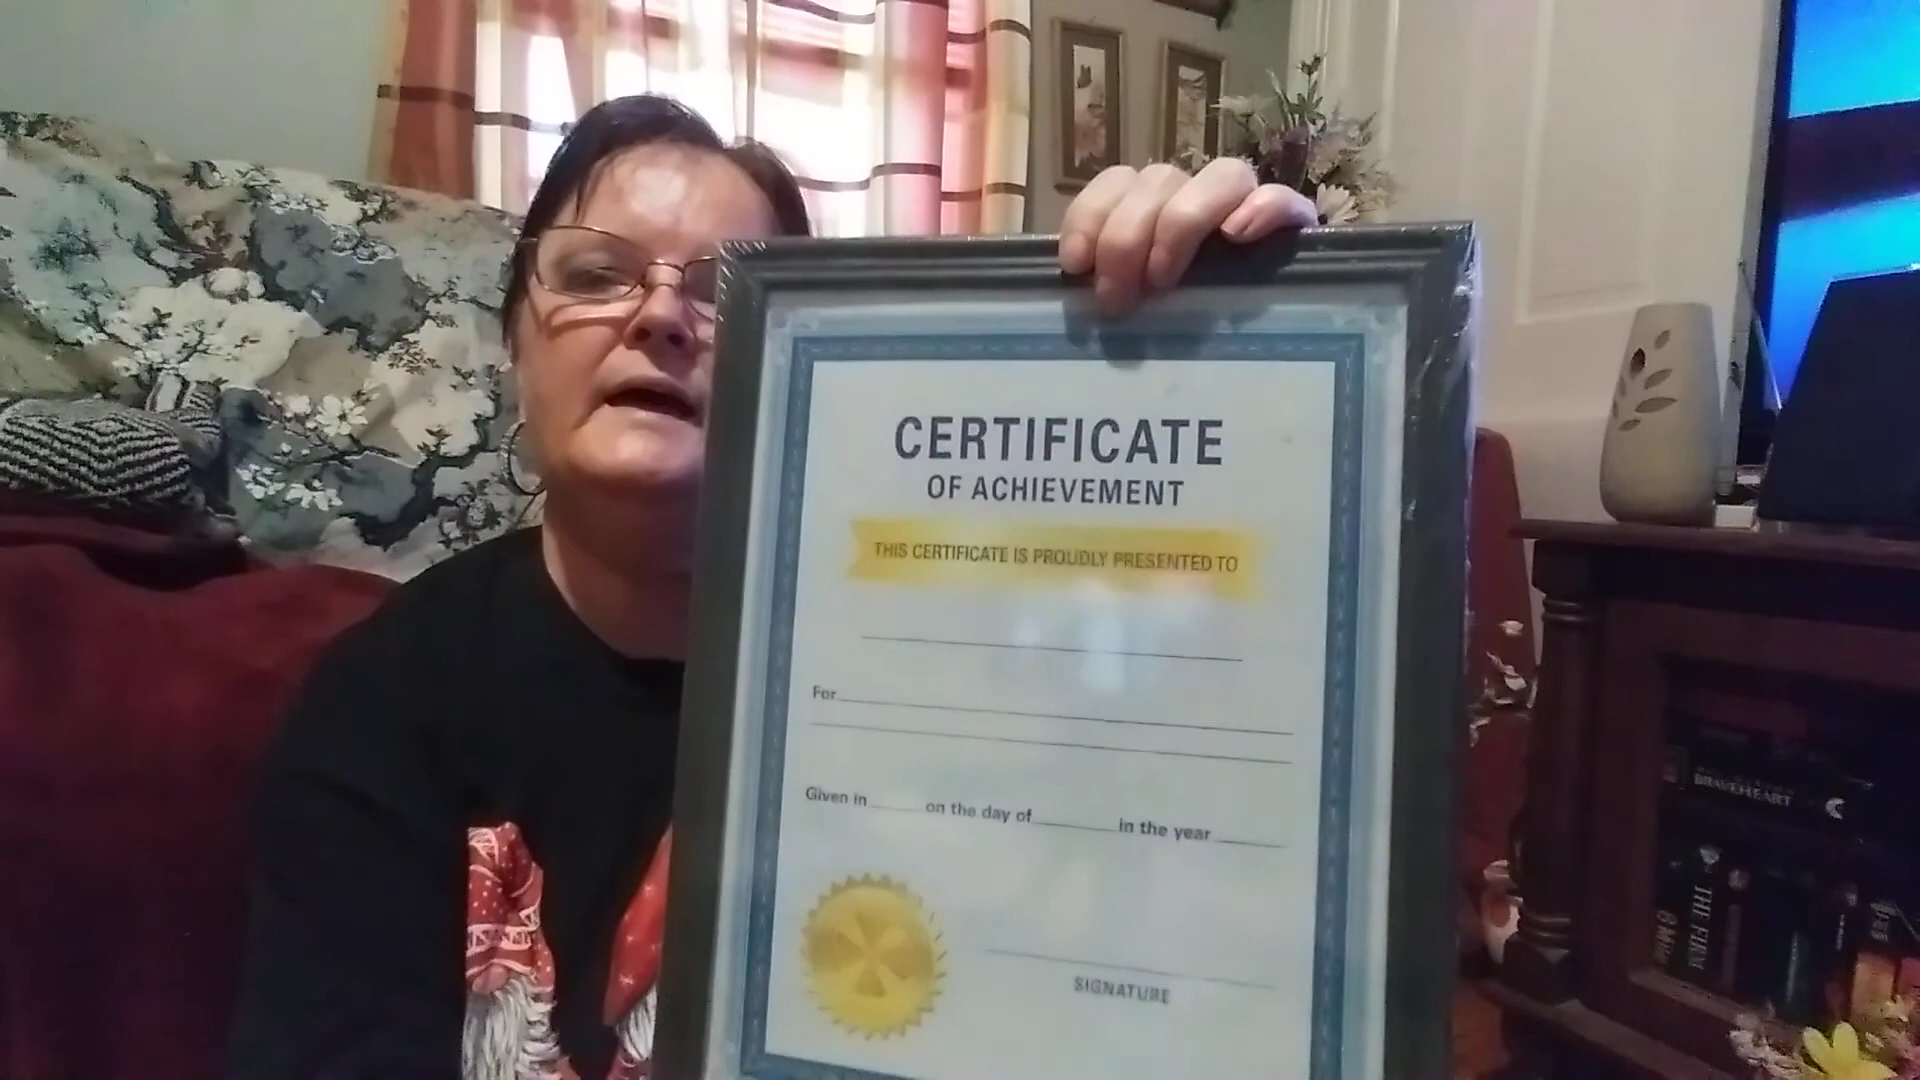 CERTIFICATE
OF ACHIEVEMENT
THIS CERTIFICATE IS PROUDLY PRESENTED TO
For
Given in on the day of in the year
SIGNATURE
BRAVEHEART
THE FIRM